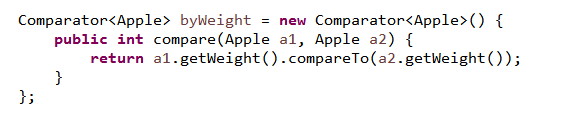 Comparator<Apple> byWeight = new Comparator<Apple>() {
    public int compare(Apple a1, Apple a2) {
        return a1.getWeight().compareTo(a2.getWeight());
    }
};